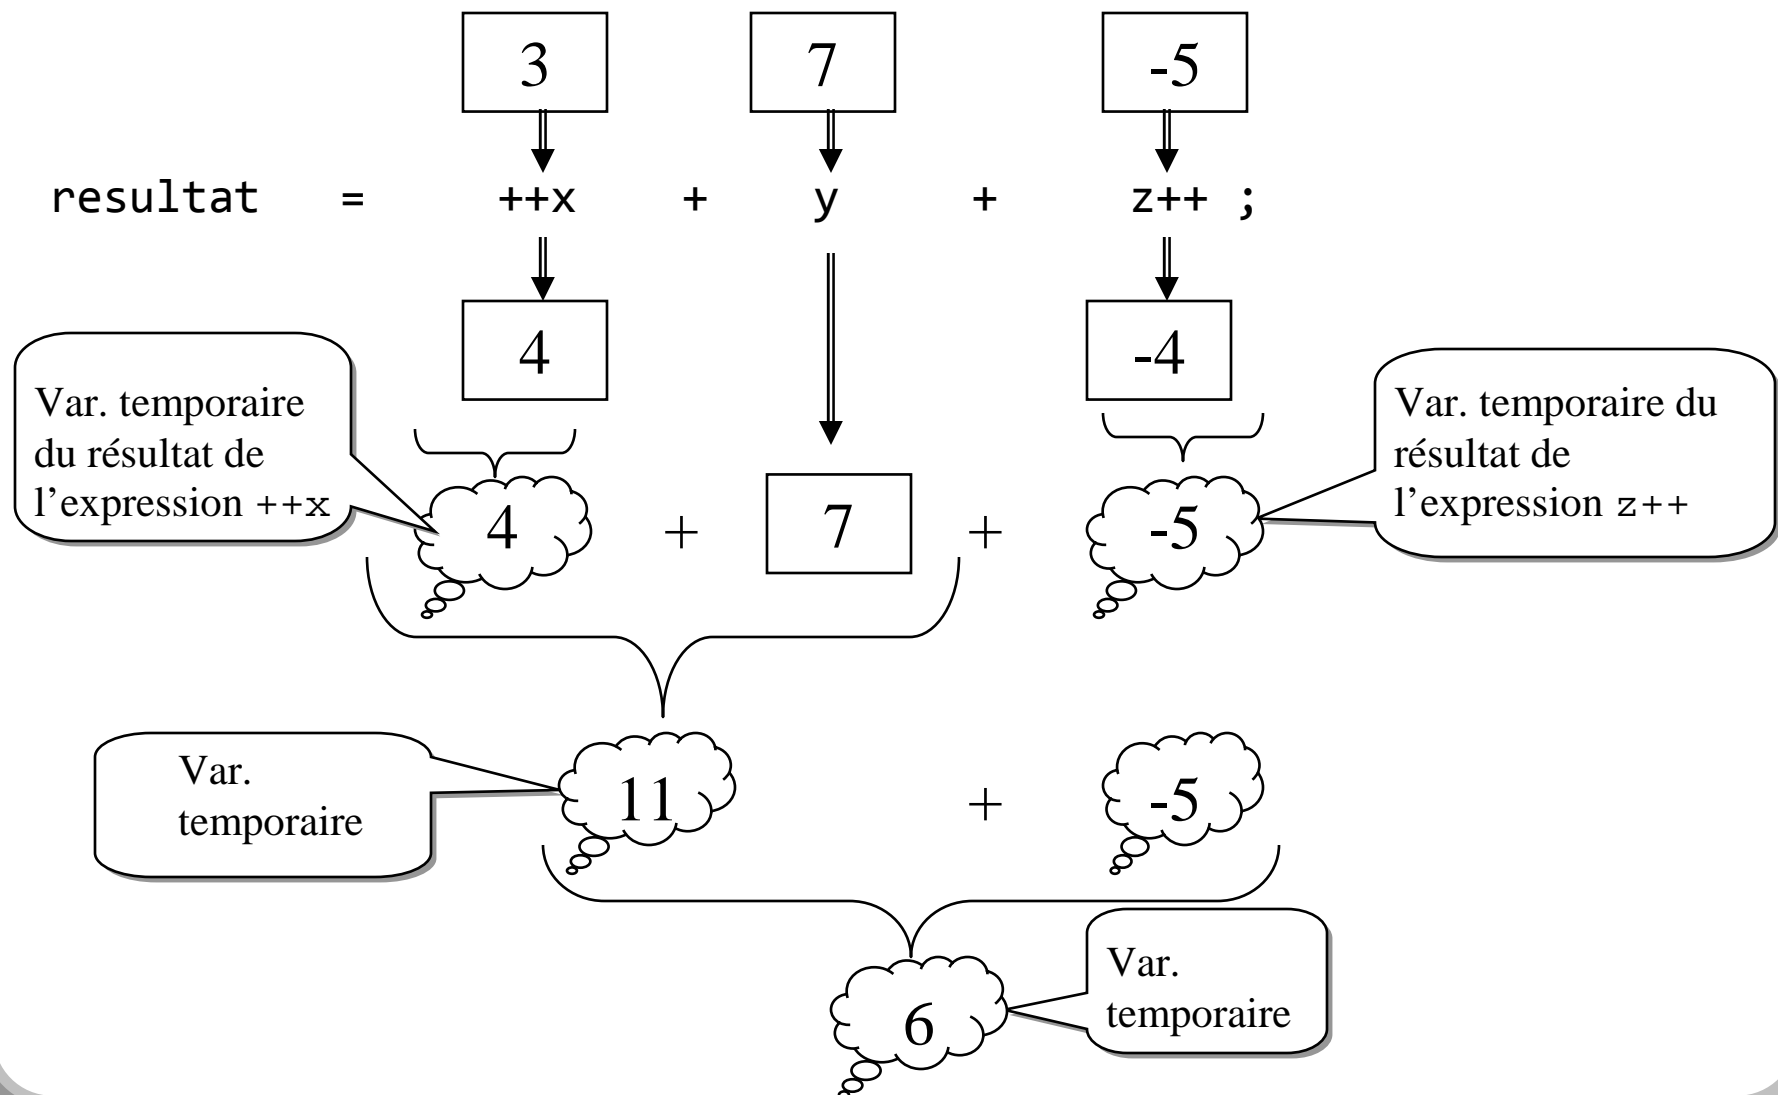 3 7 -5
resultat = ++x + y + z++ ;
4 -4
Var. temporaire
du résultat de
l'expression ++x
Var. temporaire du
résultat de
l'expression z++
4 + 7 + -5
Var.
temporaire
11 + -5
6
Var.
temporaire